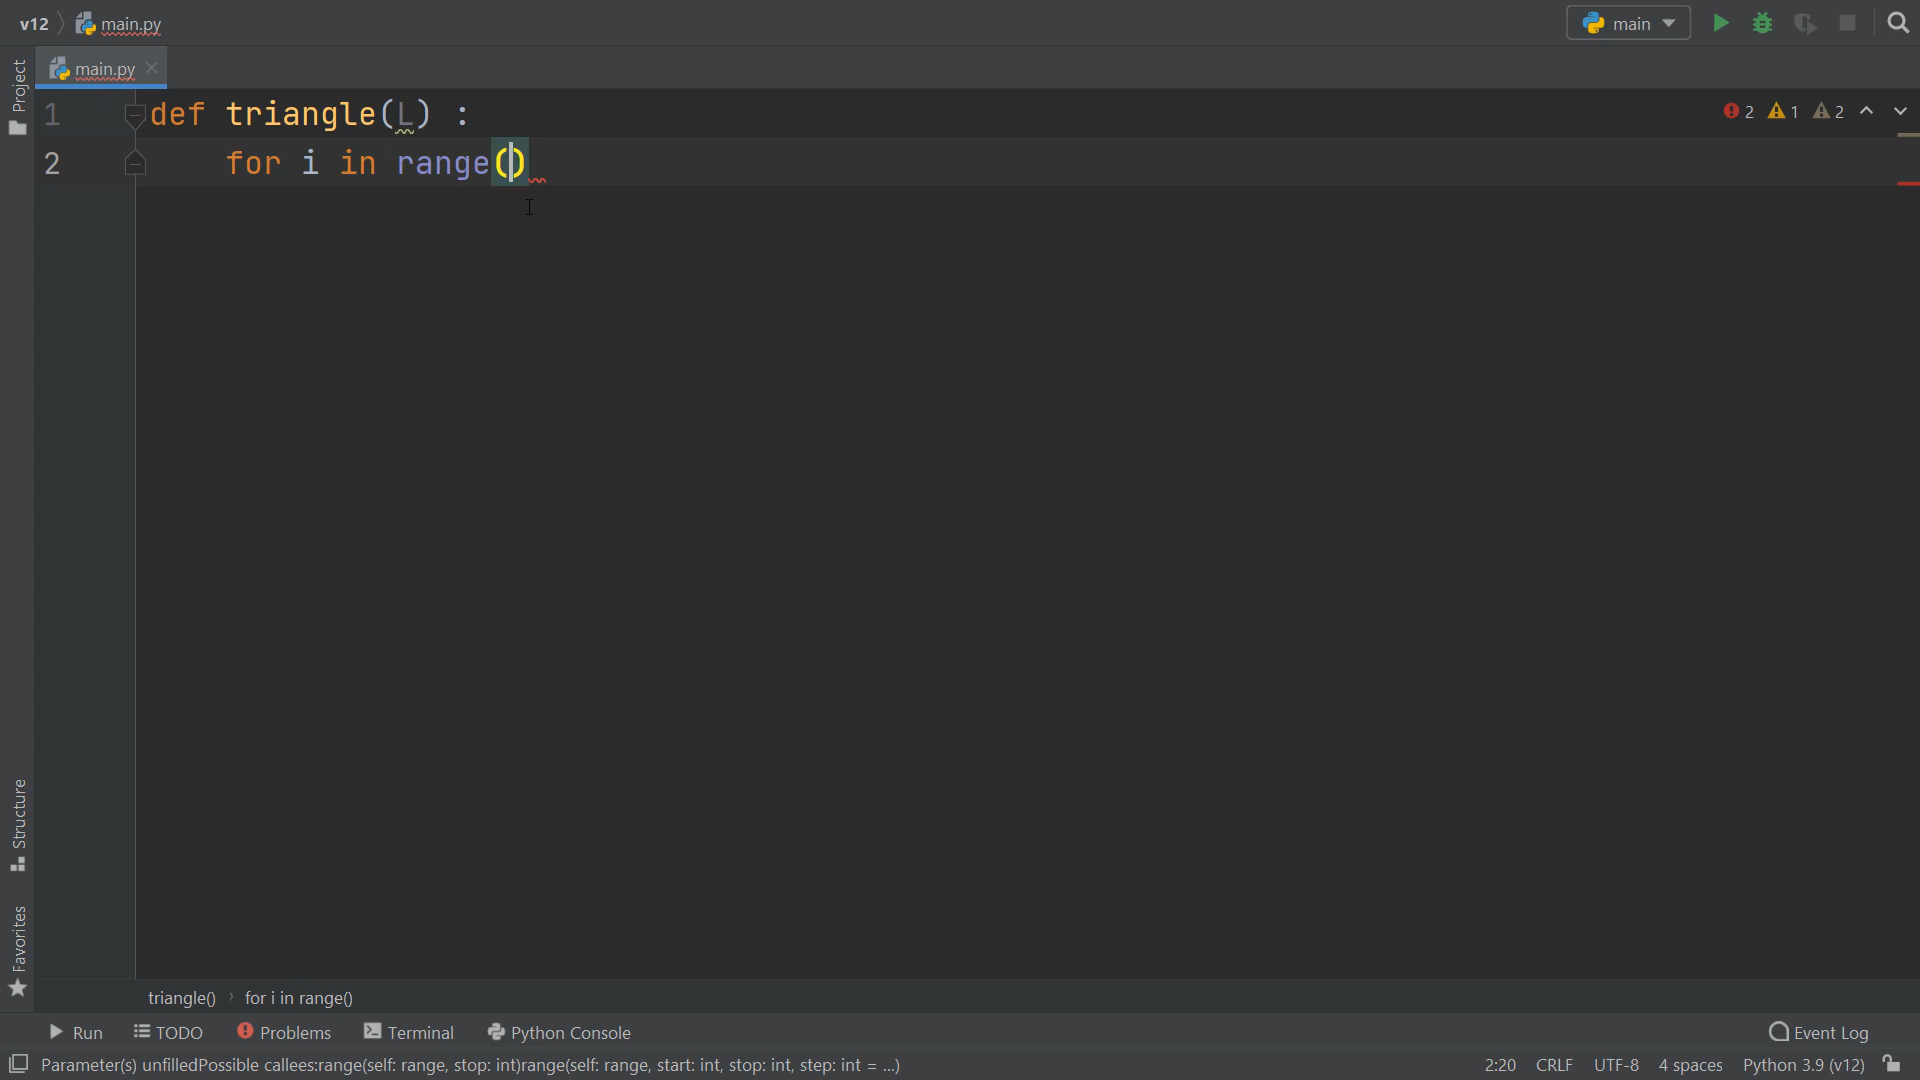 v12 main.py
main
Project
main.py
1 def triangle(L) :
2 for i in range()
2 1 2
Structure
Favorites
triangle() › for i in range()
Run TODO Problems Terminal Python Console Event Log
Parameter(s) unfilledPossible callees:range(self: range, stop: int)range(self: range, start: int, stop: int, step: int = ...) 2:20 CRLF UTF-8 4 spaces Python 3.9 (v12)